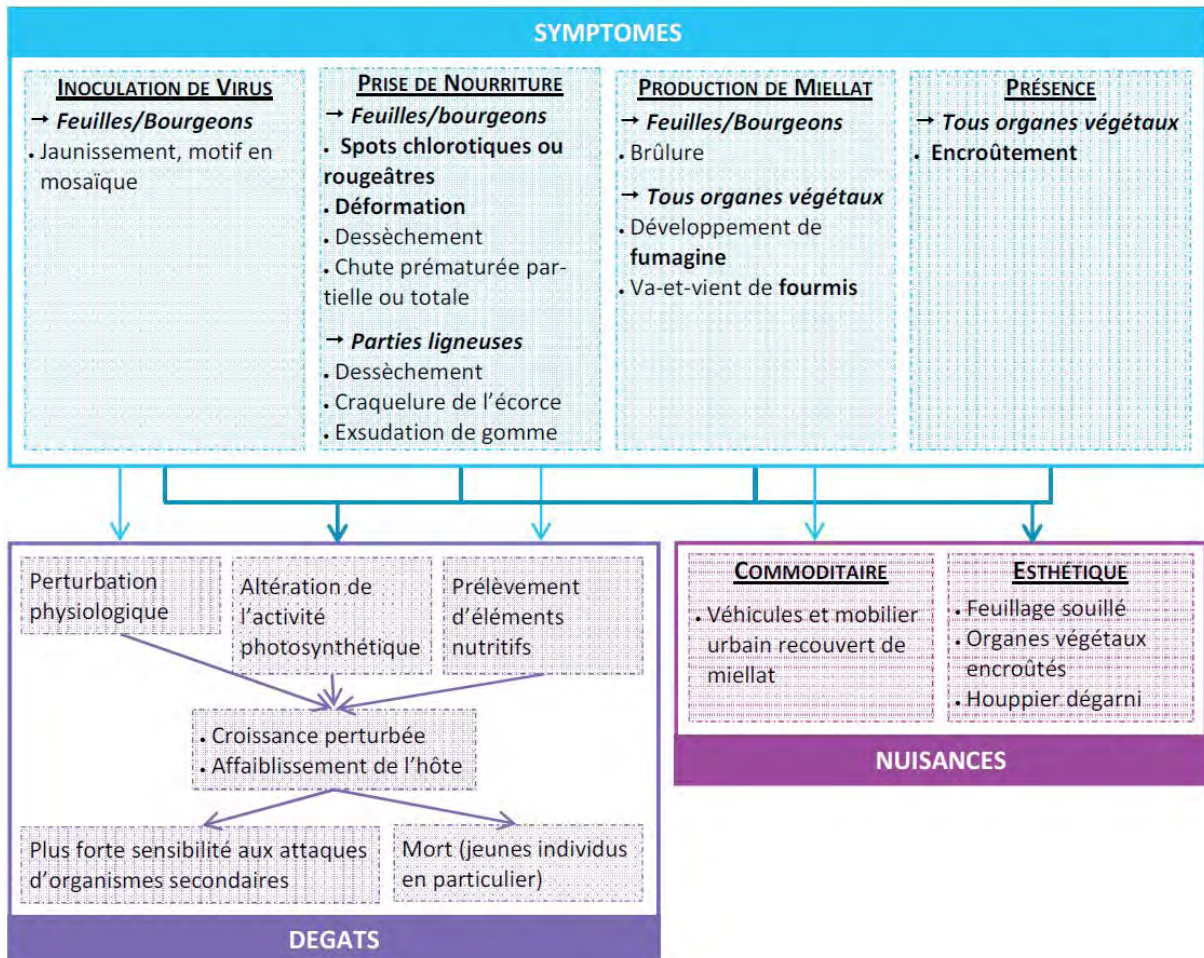 SYMPTOMES
INOCULATION DE VIRUS
→ Feuilles/Bourgeons
• Jaunissement, motif en
mosaïque
PRISE DE NOURRITURE
→ Feuilles/bourgeons
• Spots chlorotiques ou
rougeâtres
• Déformation
• Dessèchement
• Chute prématurée par-
tielle ou totale
→ Parties ligneuses
• Dessèchement
• Craquelure de l'écorce
• Exsudation de gomme
PRODUCTION DE MIELLAT
→ Feuilles/Bourgeons
• Brûlure
→ Tous organes végétaux
• Développement de
fumagine
• Va-et-vient de fourmis
PRÉSENCE
→ Tous organes végétaux
• Encroûtement
Perturbation
physiologique
Altération de
l'activité
photosynthétique
Prélèvement
d'éléments
nutritifs
• Croissance perturbée
• Affaiblissement de l'hôte
Plus forte sensibilité aux attaques
d'organismes secondaires
Mort (jeunes individus
en particulier)
DEGATS
COMMODITAIRE
• Véhicules et mobilier
urbain recouvert de
miellat
ESTHÉTIQUE
• Feuillage souillé
• Organes végétaux
encroûtés
• Houppier dégarni
NUISANCES